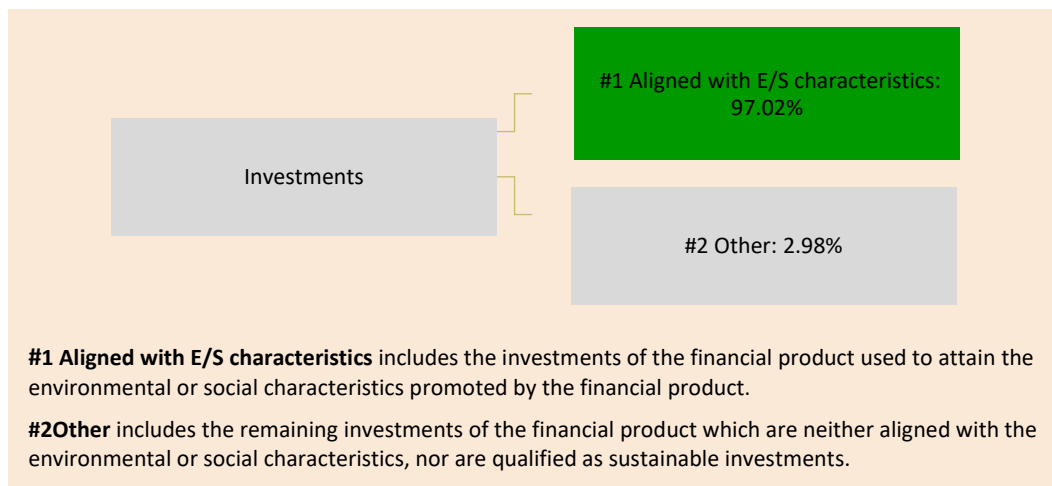 #1 Aligned with E/S characteristics:
97.02%
Investments
#2 Other: 2.98%
#1 Aligned with E/S characteristics includes the investments of the financial product used to attain the
environmental or social characteristics promoted by the financial product.
#2Other includes the remaining investments of the financial product which are neither aligned with the
environmental or social characteristics, nor are qualified as sustainable investments.